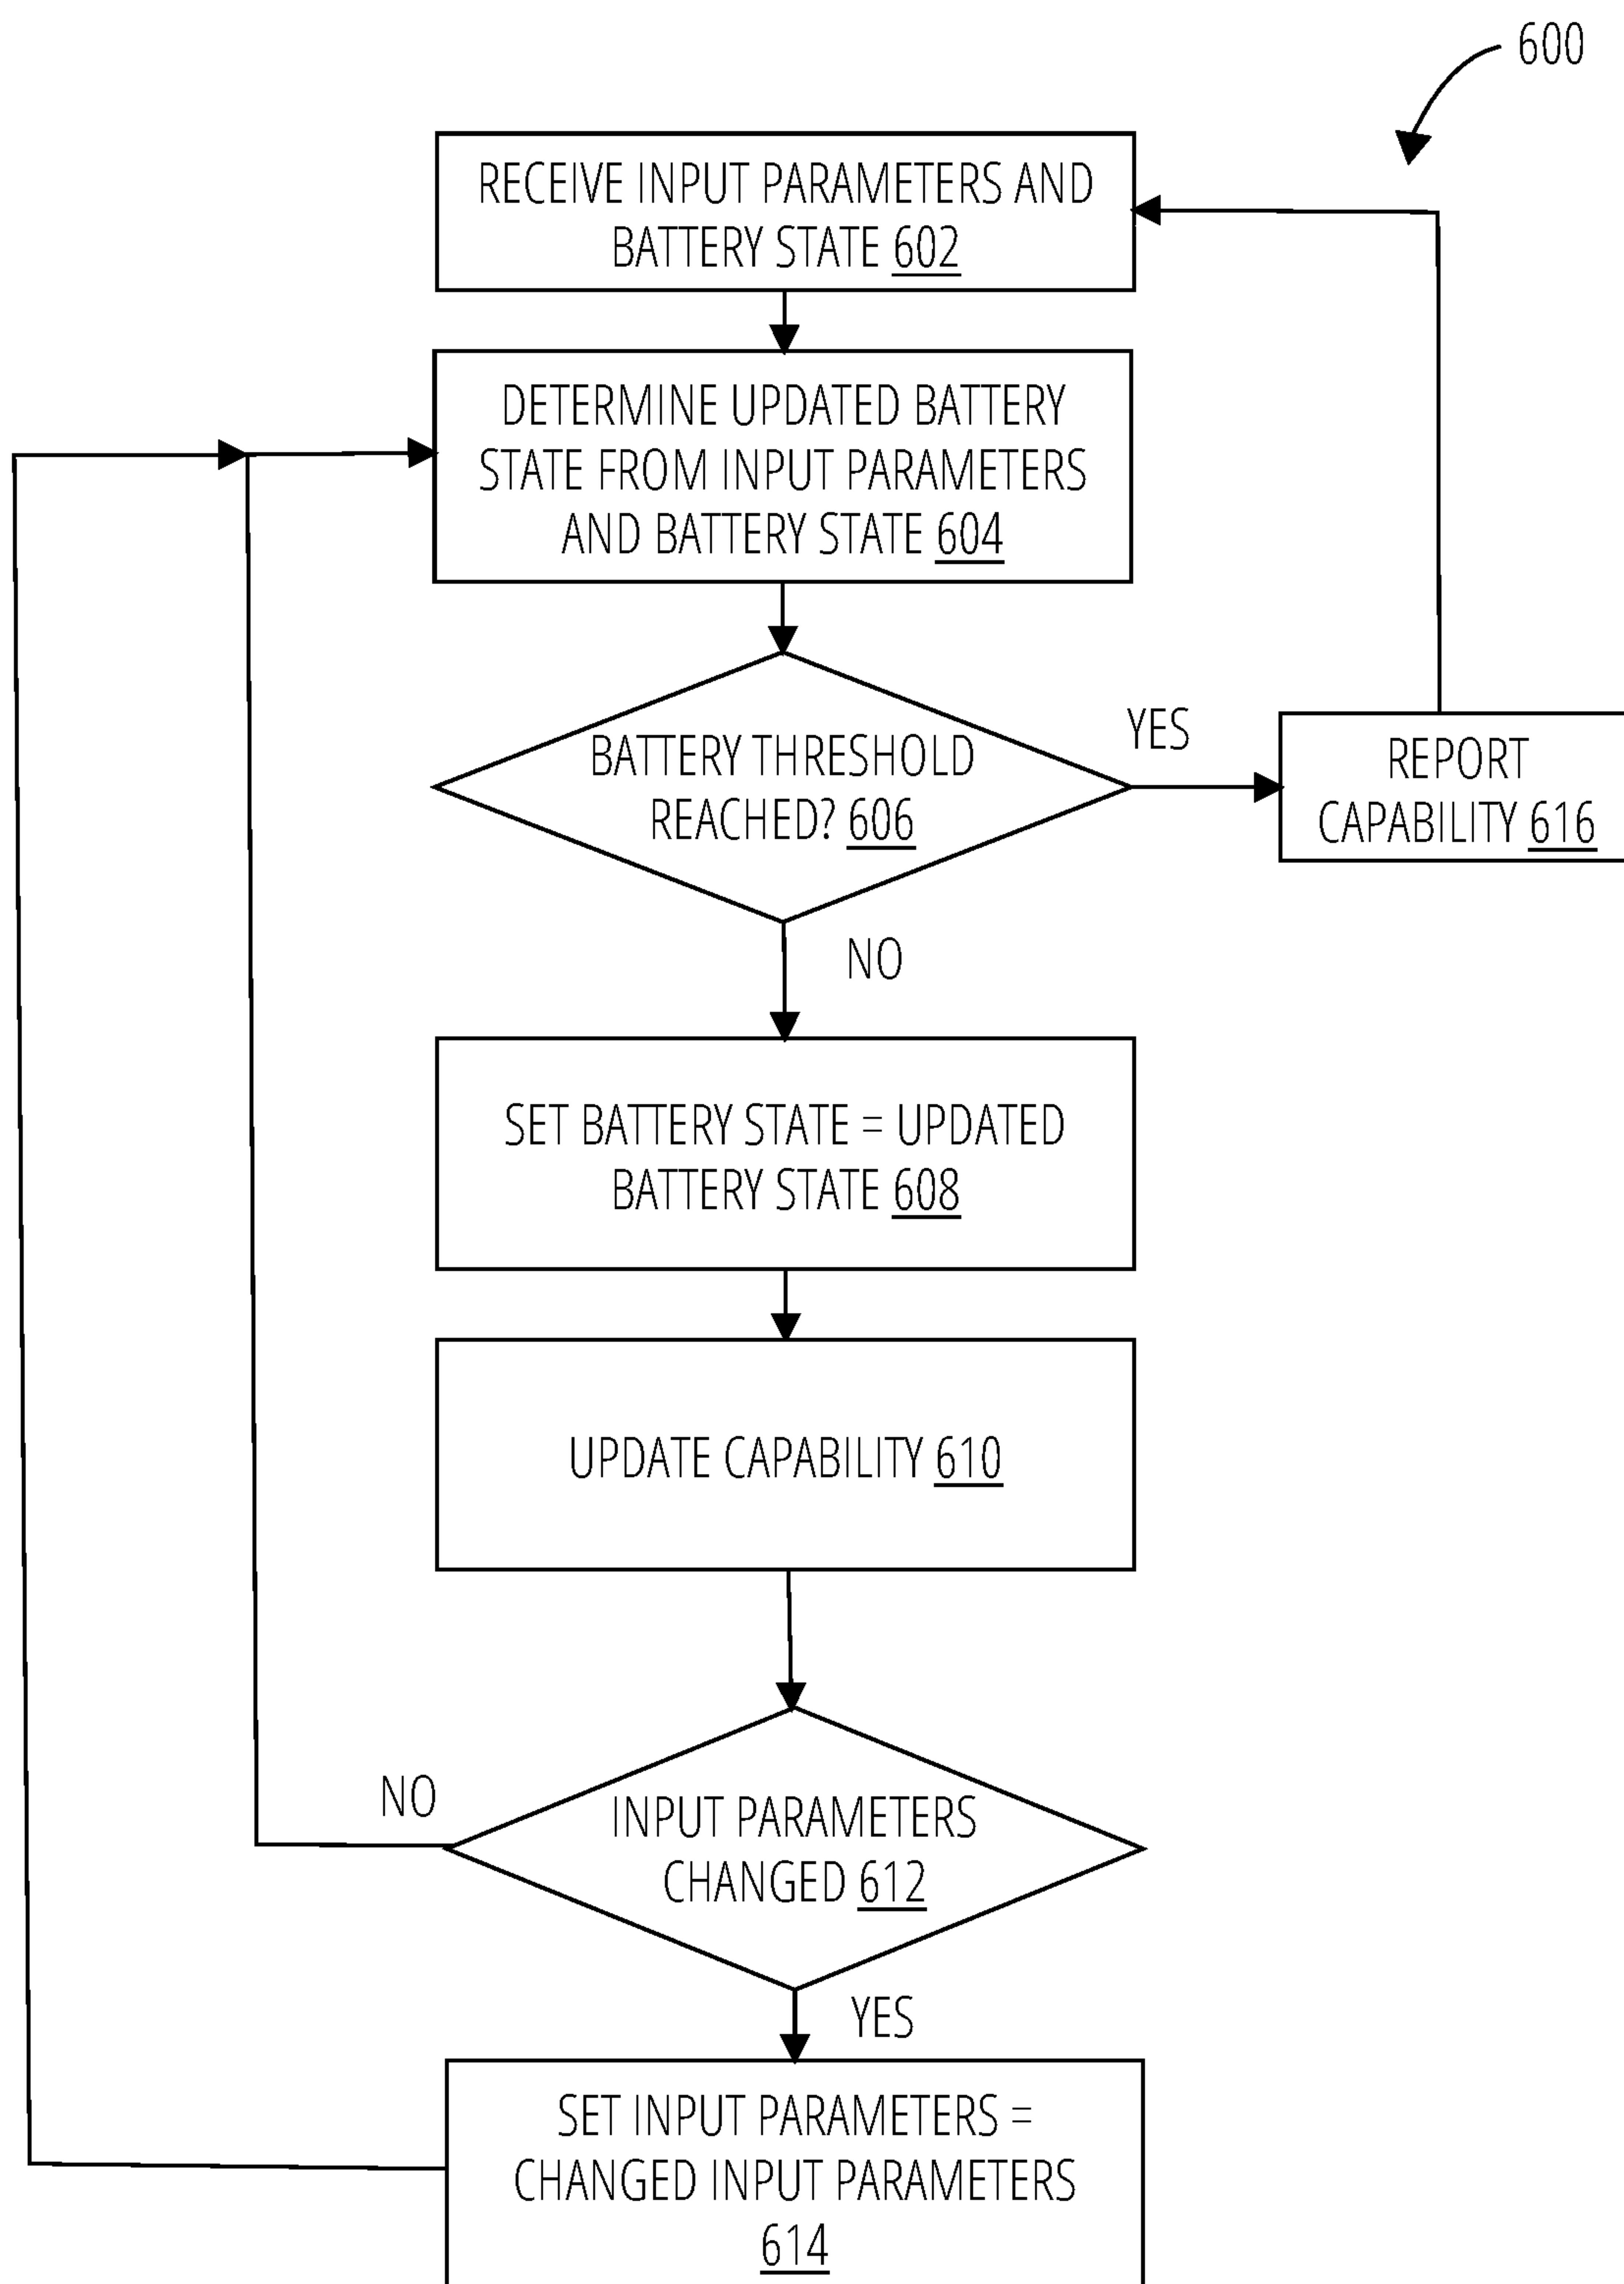 600
RECEIVE INPUT PARAMETERS AND
BATTERY STATE 602
DETERMINE UPDATED BATTERY
STATE FROM INPUT PARAMETERS
AND BATTERY STATE 604
BATTERY THRESHOLD
REACHED? 606
YES
REPORT
CAPABILITY 616
NO
SET BATTERY STATE = UPDATED
BATTERY STATE 608
UPDATE CAPABILITY 610
NO
INPUT PARAMETERS
CHANGED 612
YES
SET INPUT PARAMETERS =
CHANGED INPUT PARAMETERS
614